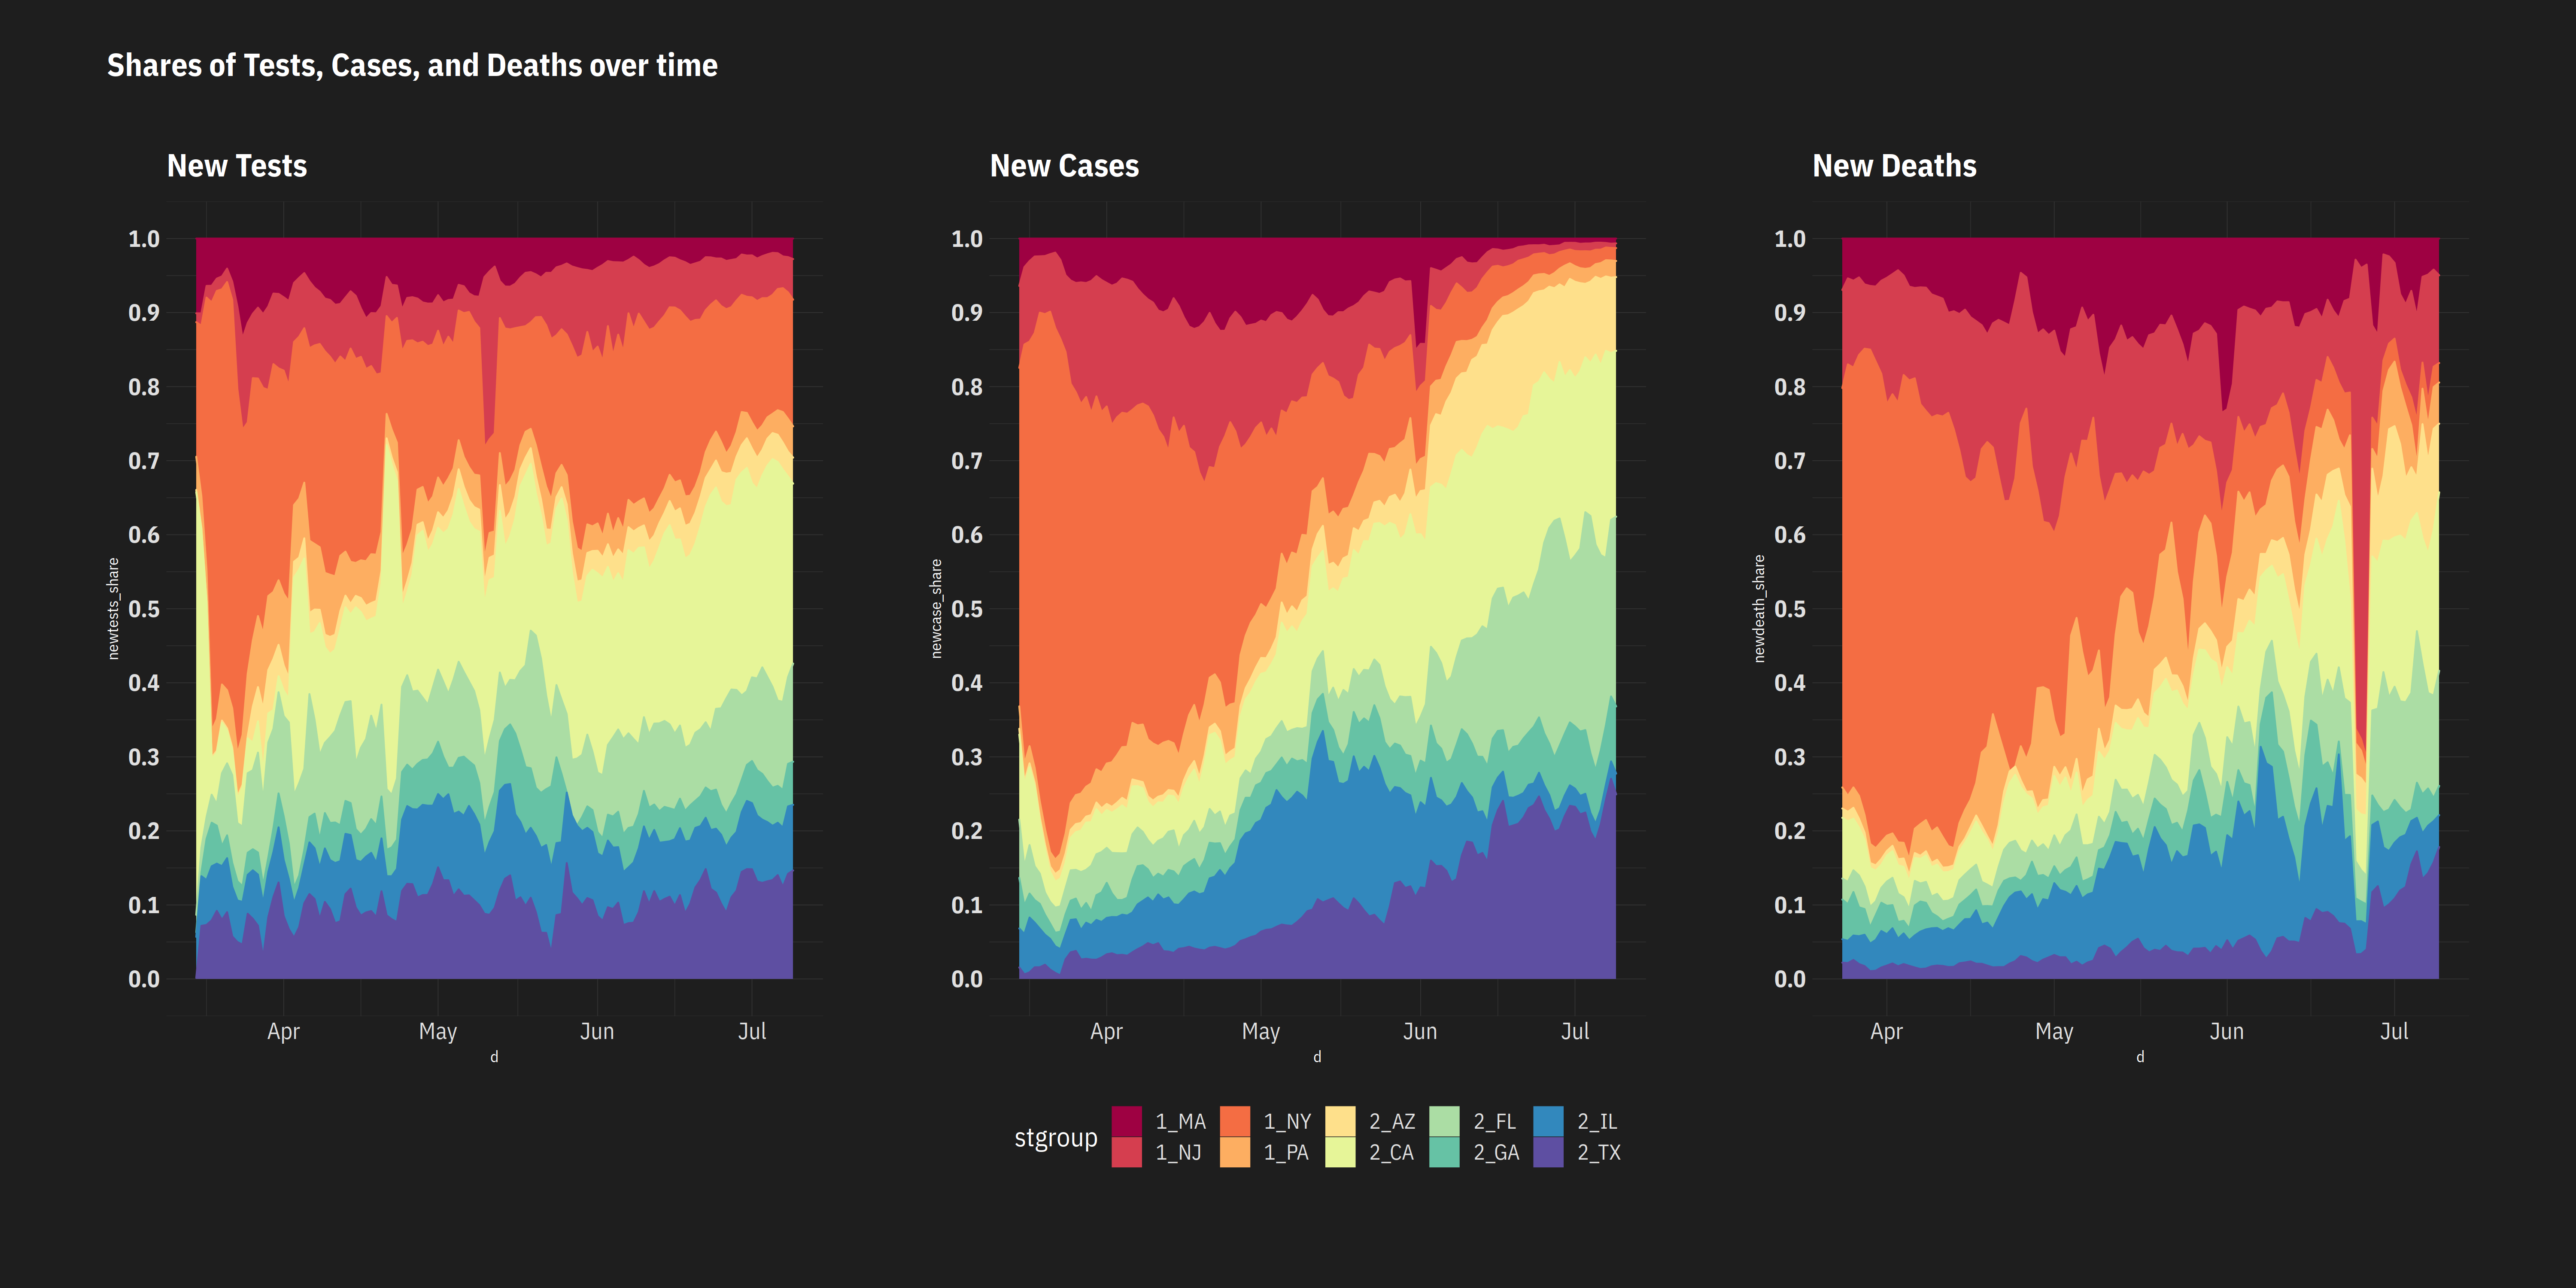 Shares of Tests, Cases, and Deaths over time
New Tests
newtests_share
1.0
0.9
0.8
0.7
0.6
0.5
0.4
0.3
0.2
0.1
0.0
Apr May Jun Jul
d
New Cases
newcase_share
1.0
0.9
0.8
0.7
0.6
0.5
0.4
0.3
0.2
0.1
0.0
Apr May Jun Jul
d
New Deaths
newdeath_share
1.0
0.9
0.8
0.7
0.6
0.5
0.4
0.3
0.2
0.1
0.0
Apr May Jun Jul
d
stgroup
1_MA 1_NY 2_AZ 2_FL 2_IL
1_NJ 1_PA 2_CA 2_GA 2_TX